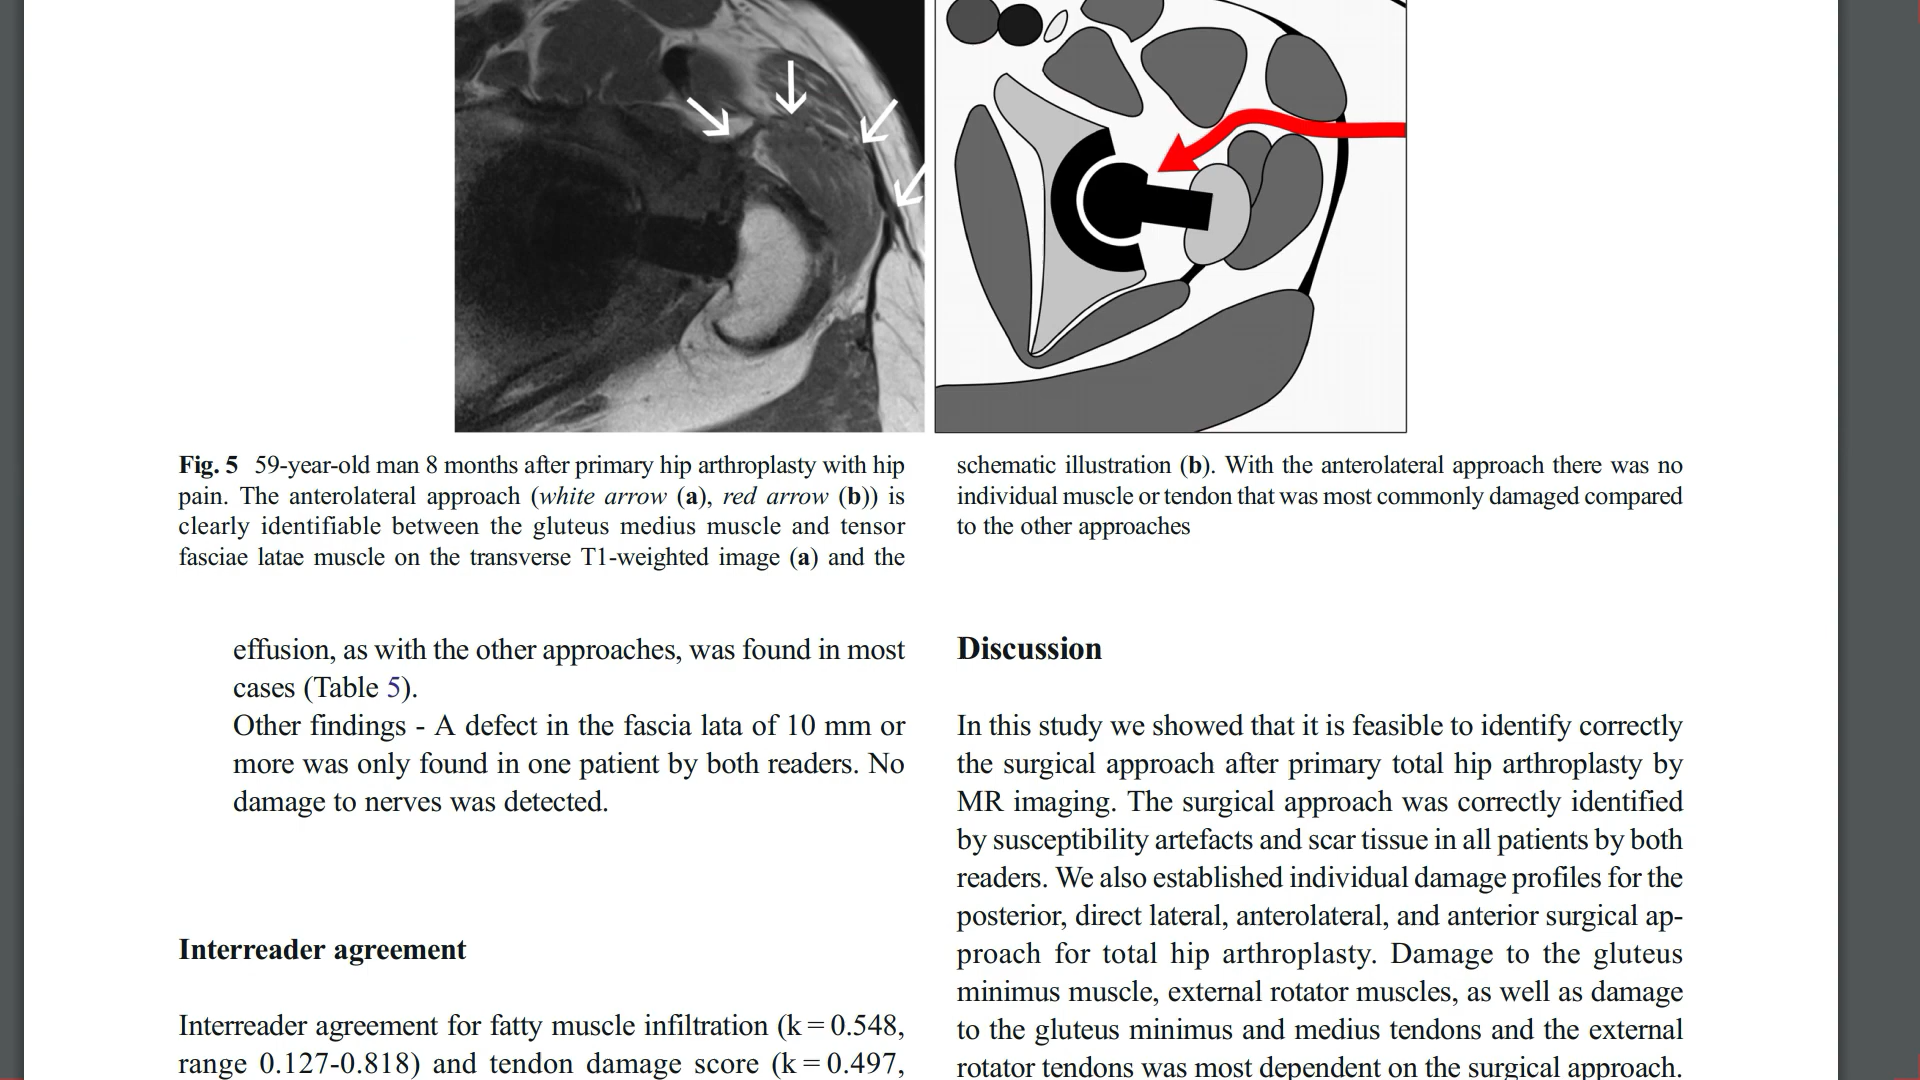 Fig. 5 59-year-old man 8 months after primary hip arthroplasty with hip
pain. The anterolateral approach (white arrow (a), red arrow (b)) is
clearly identifiable between the gluteus medius muscle and tensor
fasciae latae muscle on the transverse T1-weighted image (a) and the
schematic illustration (b). With the anterolateral approach there was no
individual muscle or tendon that was most commonly damaged compared
to the other approaches
effusion, as with the other approaches, was found in most
cases (Table 5).
Other findings - A defect in the fascia lata of 10 mm or
more was only found in one patient by both readers. No
damage to nerves was detected.
Interreader agreement
Interreader agreement for fatty muscle infiltration (k = 0.548,
range 0.127-0.818) and tendon damage score (k = 0.497,
Discussion
In this study we showed that it is feasible to identify correctly
the surgical approach after primary total hip arthroplasty by
MR imaging. The surgical approach was correctly identified
by susceptibility artefacts and scar tissue in all patients by both
readers. We also established individual damage profiles for the
posterior, direct lateral, anterolateral, and anterior surgical ap-
proach for total hip arthroplasty. Damage to the gluteus
minimus muscle, external rotator muscles, as well as damage
to the gluteus minimus and medius tendons and the external
rotator tendons was most dependent on the surgical approach.